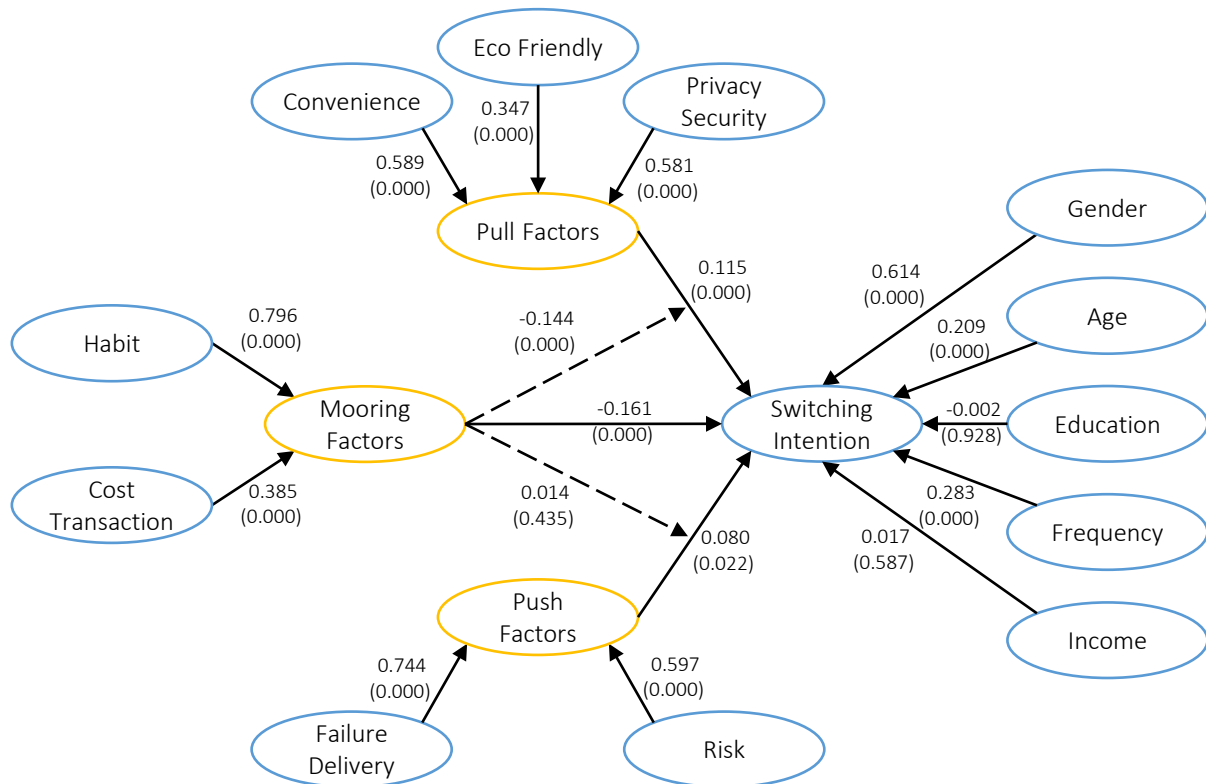 Eco Friendly
Convenience
Privacy
Security
0.347
(0.000)
0.589
(0.000)
0.581
(0.000)
Pull Factors
Gender
0.115
(0.000)
0.614
(0.000)
Habit
0.796
(0.000)
-0.144
(0.000)
Age
0.209
(0.000)
Mooring
Factors
-0.161
(0.000)
Switching
Intention
-0.002
(0.928)
Education
Cost
Transaction
0.385
(0.000)
0.014
(0.435)
0.283
(0.000)
Frequency
0.080
(0.022)
0.017
(0.587)
Push
Factors
Income
0.744
(0.000)
0.597
(0.000)
Failure
Delivery
Risk